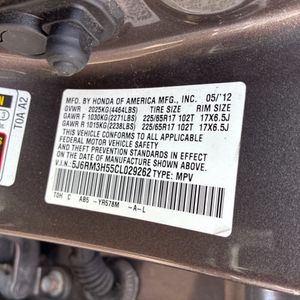 MFD. BY HONDA OF AMERICA MFG., INC. 05/'12
GVWR 2025KG(4464LBS) TIRE SIZE RIM SIZE
GAWR F 1030KG(2271LBS) 225/65R17 102T 17X6.5J
GAWR R 1015KG(2238LBS) 225/65R17 102T 17X6.5J
THIS VEHICLE CONFORMS TO ALL APPLICABLE
FEDERAL MOTOR VEHICLE SAFETY
AND THEFT PREVENTION STANDARDS IN EFFECT ON THE
DATE OF MANUFACTURE SHOWN ABOVE.
V.I.N.: 5J6RM3H55CL029262 TYPE: MPV
T0H C A85 -YR578M -A-L
T0A A2